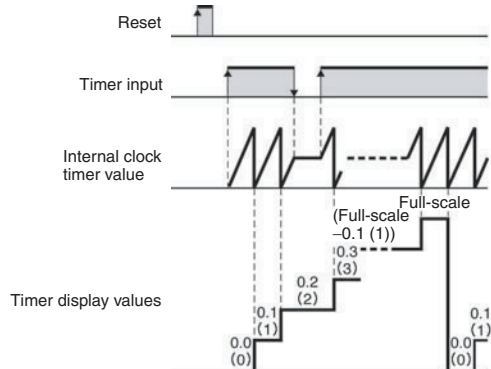 Reset
Timer input
Internal clock
timer value
Full-scale
(Full-scale
–0.1 (1))
0.3
(3)
0.2
(2)
Timer display values
0.1
(1)
0.0
(0)
0.1
(1)
0.0
(0)